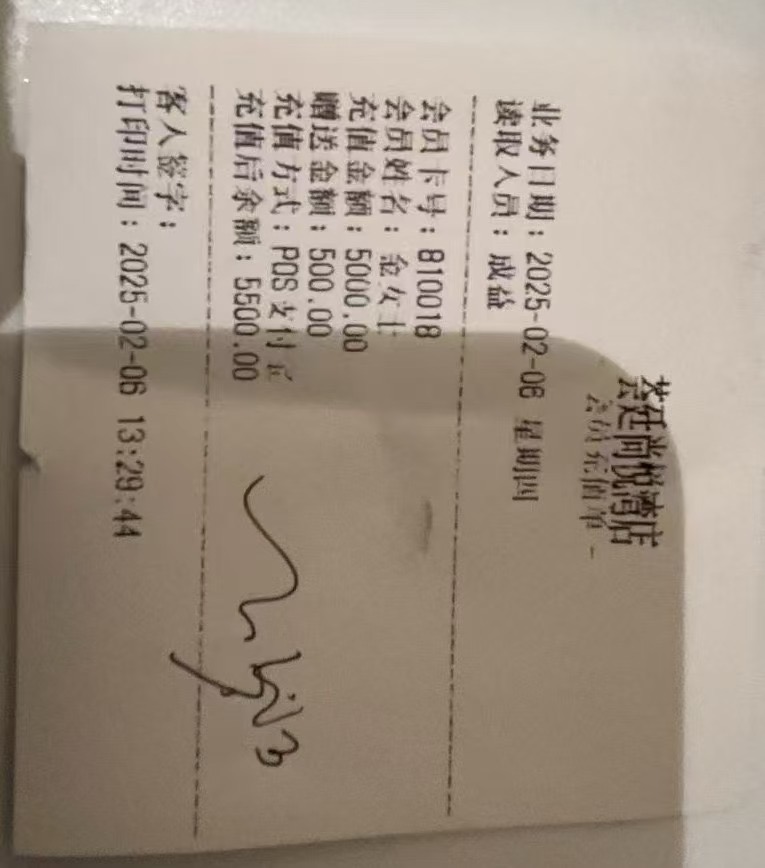 荟廷尚悦湾店
会员充值单
业务日期：2025-02-06 星期四
读取人员：成益
会员卡号：810018
会员姓名：金女士
充值金额：5000.00
赠送金额：500.00
充值方式：POS支付
充值后余额：5500.00
客人签字：
打印时间：2025-02-06 13:29:44